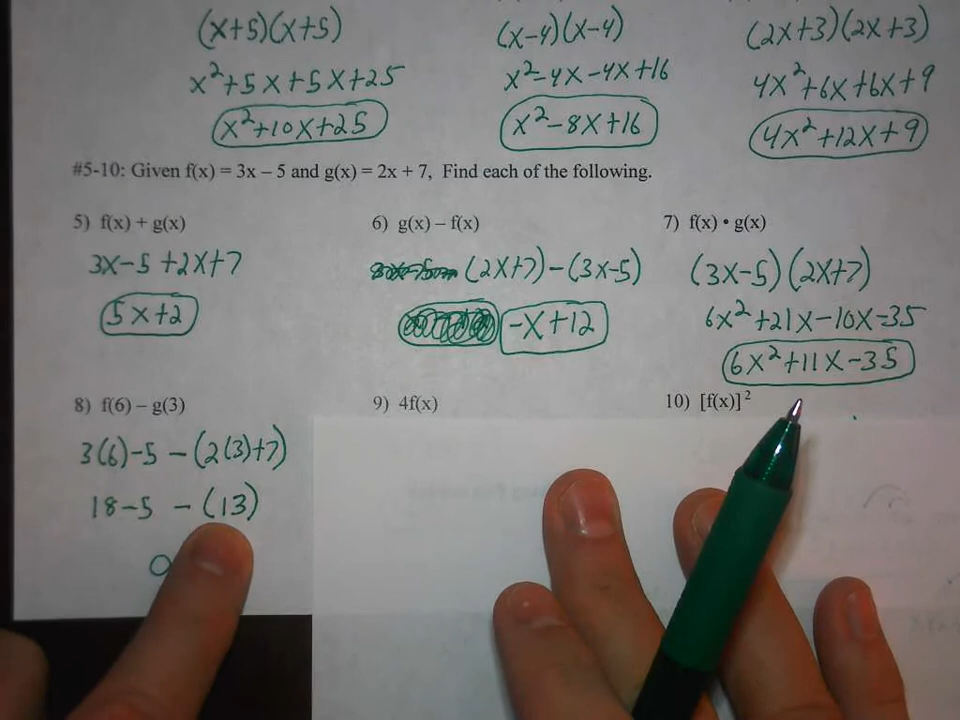 (x+5)(x+5)
(x-4)(x-4)
(2x+3)(2x+3)
x²+5x+5x+25
x²-4x-4x+16
4x²+6x+6x+9
x²+10x+25
x²-8x+16
4x²+12x+9
#5-10: Given f(x) = 3x – 5 and g(x) = 2x + 7, Find each of the following.
5) f(x) + g(x)
6) g(x) – f(x)
7) f(x) • g(x)
3x-5+2x+7
(2x+7)-(3x-5)
(3x-5)(2x+7)
5x+2
-x+12
6x²+21x-10x-35
6x²+11x-35
8) f(6) – g(3)
9) 4f(x)
10) [f(x)]²
3(6)-5 -(2(3)+7)
18-5 -(13)
0